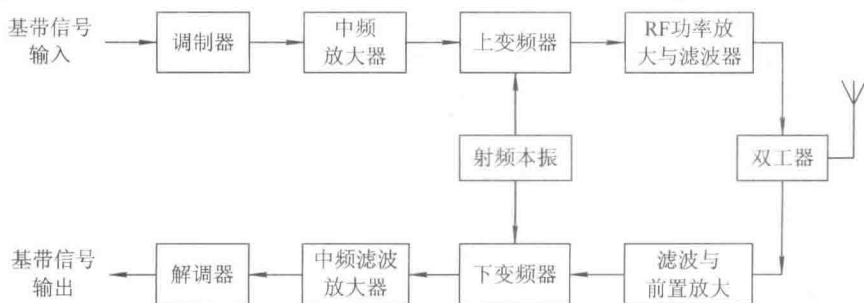 基带信号
输入
调制器
中频
放大器
上变频器
RF功率放
大与滤波器
射频本振
双工器
基带信号
输出
解调器
中频滤波
放大器
下变频器
滤波与
前置放大